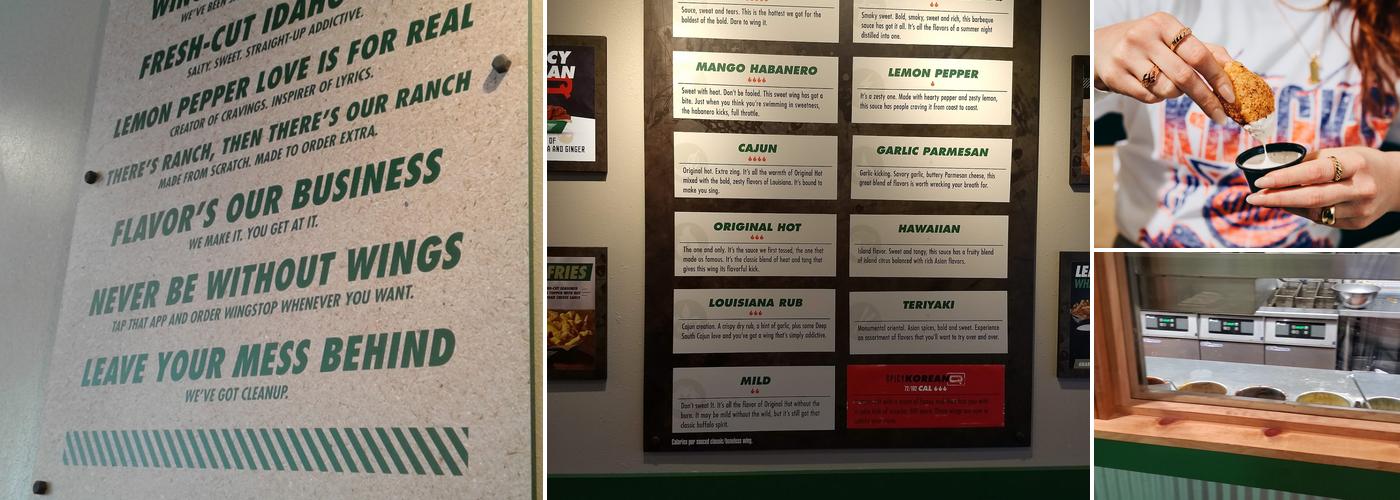 WE'VE BEEN
FRESH-CUT IDAHO
SALTY. SWEET. STRAIGHT-UP ADDICTIVE.
LEMON PEPPER LOVE IS FOR REAL
CREATOR OF CRAVINGS. INSPIRER OF LYRICS.
THERE'S RANCH, THEN THERE'S OUR RANCH
MADE FROM SCRATCH. MADE TO ORDER EXTRA.
FLAVOR'S OUR BUSINESS
WE MAKE IT. YOU GET AT IT.
NEVER BE WITHOUT WINGS
TAP THAT APP AND ORDER WINGSTOP WHENEVER YOU WANT.
LEAVE YOUR MESS BEHIND
WE'VE GOT CLEANUP.
Sauce, sweat and tears. This is the hottest we got for the
boldest of the bold. Dare to wing it.
MANGO HABANERO
Sweet with heat. Don't be fooled. This sweet wing has got a
bite. Just when you think you're swimming in sweetness,
the habanero kicks, full throttle.
CAJUN
Original hot. Extra zing. It's all the warmth of Original Hot
mixed with the bold, zesty flavors of Louisiana. It's bound to
make you sing.
ORIGINAL HOT
The one and only. It's the sauce we first tossed, the one that
made us famous. It's the classic blend of heat and tang that
gives this wing its flavorful kick.
LOUISIANA RUB
Cajun creation. A crispy dry rub, a hint of garlic, plus some Deep
South Cajun love and you've got a wing that's simply addictive.
MILD
Don't sweat it. It's all the flavor of Original Hot without the
burn. It may be mild without the wild, but it's still got that
classic buffalo spirit.
Calories per sauced classic/boneless wing.
Smoky sweet. Bold, smoky, sweet and rich, this barbeque
sauce has got it all. It's all the flavors of a summer night
distilled into one.
LEMON PEPPER
It's a zesty one. Made with hearty pepper and zesty lemon,
this sauce has people craving it from coast to coast.
GARLIC PARMESAN
Garlic kicking. Savory garlic, buttery Parmesan cheese, this
great blend of flavors is worth wrecking your breath for.
HAWAIIAN
Island flavor. Sweet and tangy, this sauce has a fruity blend
of island citrus balanced with rich Asian flavors.
TERIYAKI
Monumental oriental. Asian spices, bold and sweet. Experience
an assortment of flavors that you'll want to try over and over.
SPICY KOREAN Q
CAL
OF
AND GINGER
FRIES